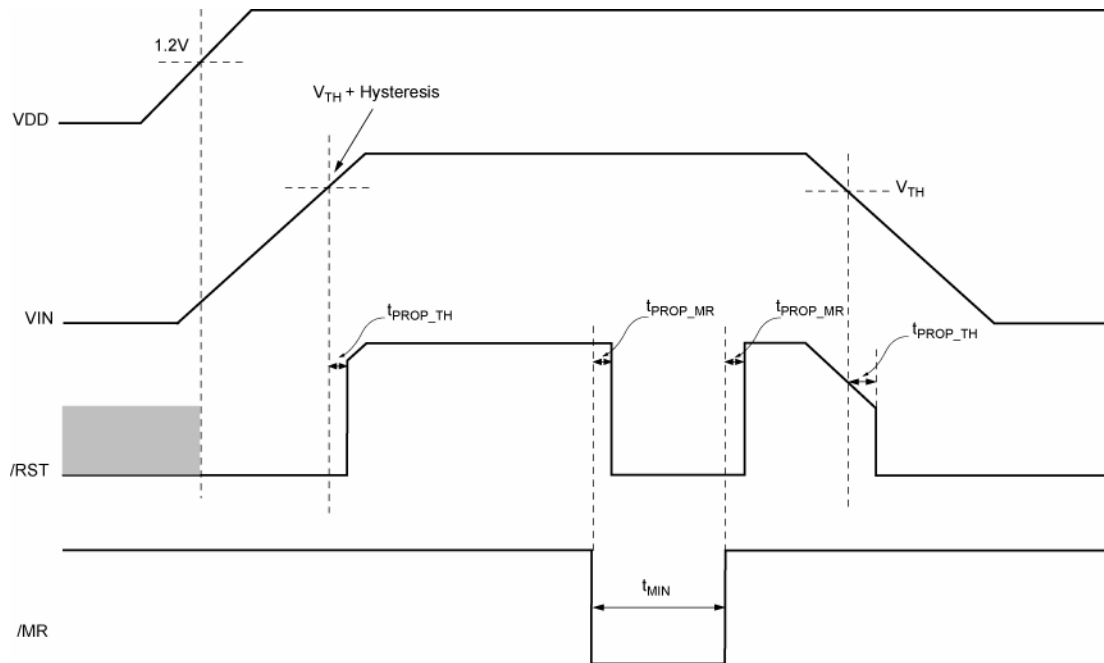 1.2V
V_TH + Hysteresis
VDD
V_TH
VIN
t_PROP_TH
t_PROP_MR
t_PROP_MR
t_PROP_TH
/RST
t_MIN
/MR